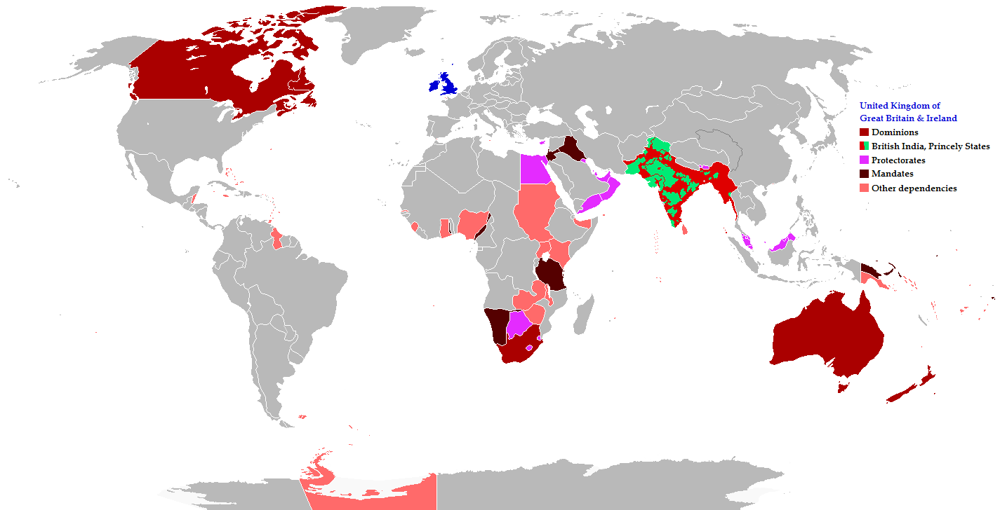 United Kingdom of
Great Britain & Ireland
Dominions
British India, Princely States
Protectorates
Mandates
Other dependencies